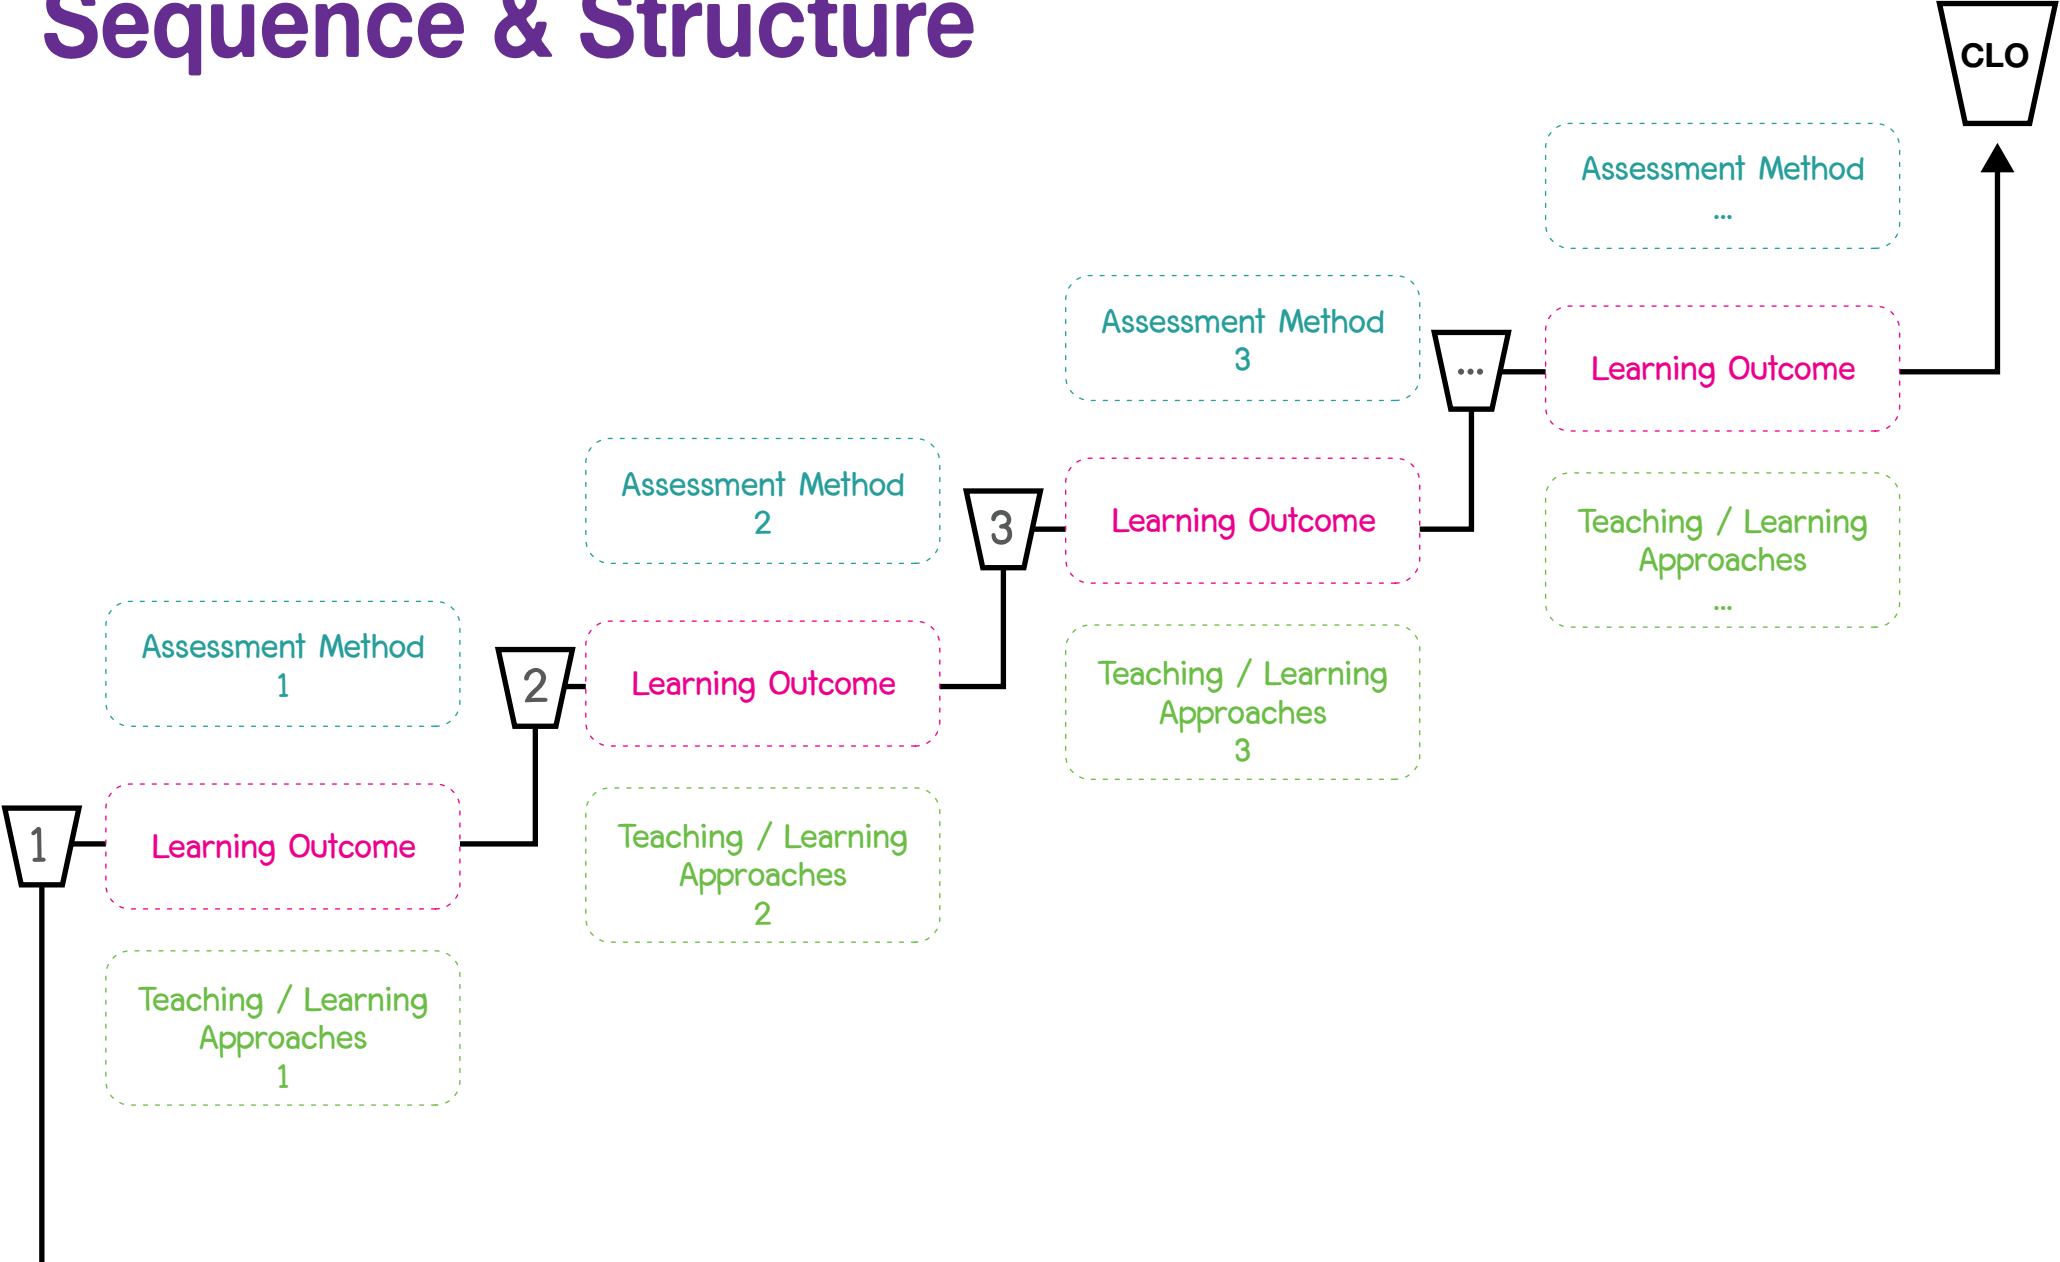 Sequence & Structure
CLO
Assessment Method
...
Learning Outcome
Teaching / Learning
Approaches
...
...
Assessment Method
3
Learning Outcome
Teaching / Learning
Approaches
3
3
Assessment Method
2
Learning Outcome
Teaching / Learning
Approaches
2
2
Assessment Method
1
Learning Outcome
Teaching / Learning
Approaches
1
1